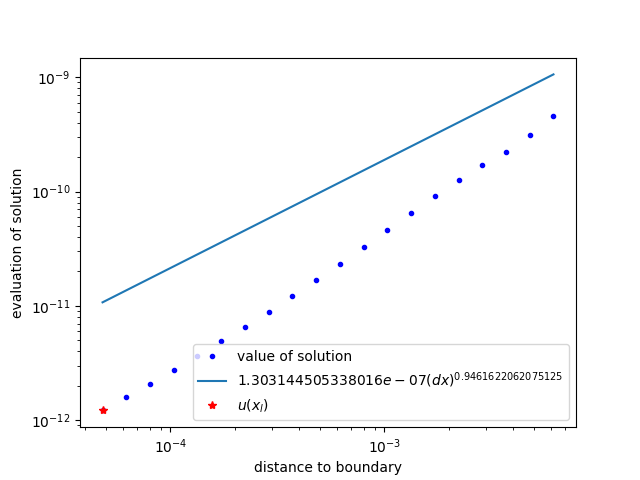 10⁻⁹
10⁻¹⁰
10⁻¹¹
10⁻¹²
evaluation of solution
value of solution
1.303144505338016e − 07(dx)^0.9461622062075125
u(x_l)
10⁻⁴
10⁻³
distance to boundary